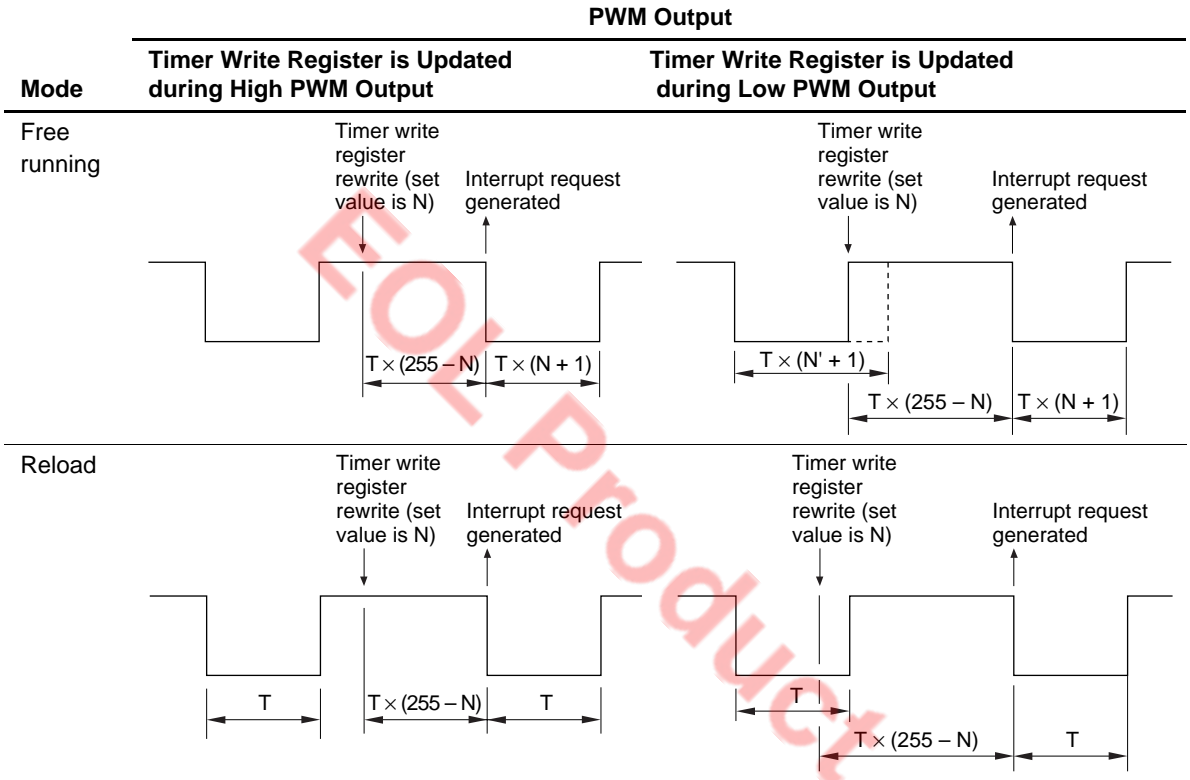 PWM Output
Mode
Timer Write Register is Updated
during High PWM Output
Timer Write Register is Updated
during Low PWM Output
Free
running
Timer write
register
rewrite (set
value is N)
Interrupt request
generated
Timer write
register
rewrite (set
value is N)
Interrupt request
generated
T × (255 – N)
T × (N + 1)
T × (N' + 1)
T × (255 – N)
T × (N + 1)
Reload
Timer write
register
rewrite (set
value is N)
Interrupt request
generated
Timer write
register
rewrite (set
value is N)
Interrupt request
generated
T
T × (255 – N)
T
T
T × (255 – N)
T
EOL Product